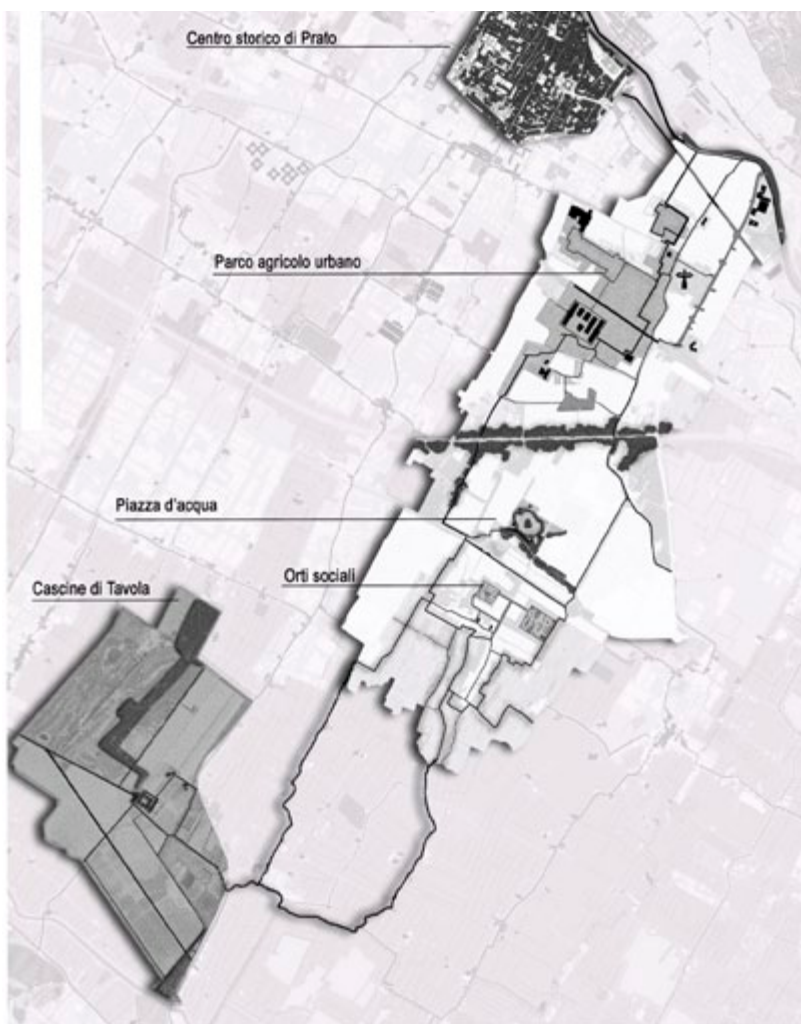 Centro storico di Prato
Parco agricolo urbano
Piazza d'acqua
Orti sociali
Cascine di Tavola